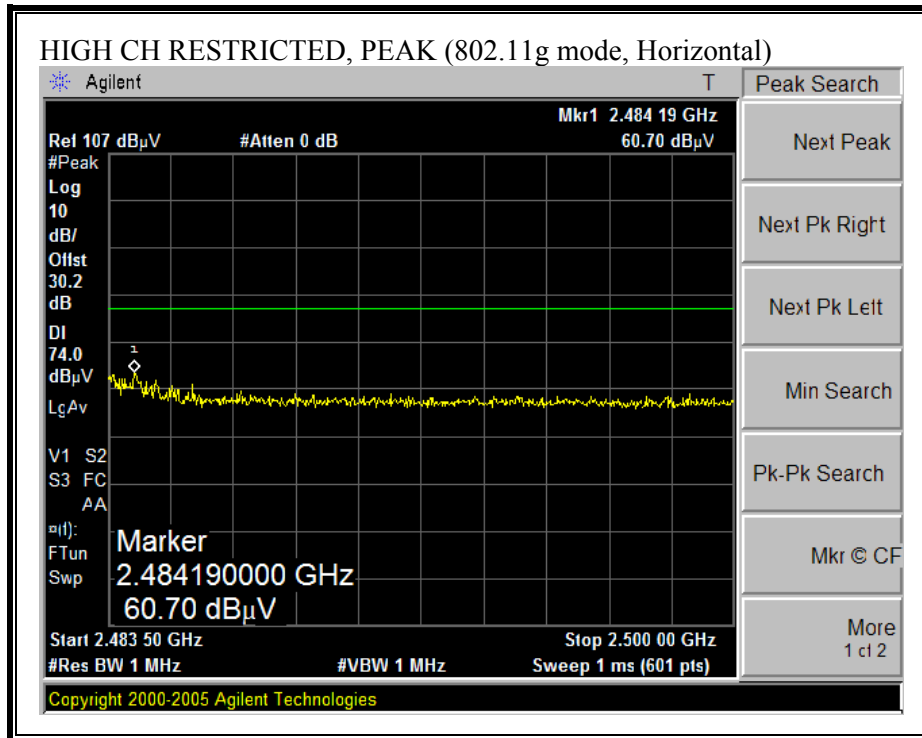 HIGH CH RESTRICTED, PEAK (802.11g mode, Horizontal)
Agilent T Peak Search
Mkr1 2.484 19 GHz
Ref 107 dBµV #Atten 0 dB 60.70 dBµV
#Peak
Log
10
dB/
Offst
30.2
dB
DI
74.0
dBµV
LgAv
V1 S2
S3 FC
AA
¤(f):
FTun
Swp
1
Marker
2.484190000 GHz
60.70 dBµV
Start 2.483 50 GHz Stop 2.500 00 GHz
#Res BW 1 MHz #VBW 1 MHz Sweep 1 ms (601 pts)
Copyright 2000-2005 Agilent Technologies
Next Peak
Next Pk Right
Next Pk Left
Min Search
Pk-Pk Search
Mkr © CF
More
1 of 2